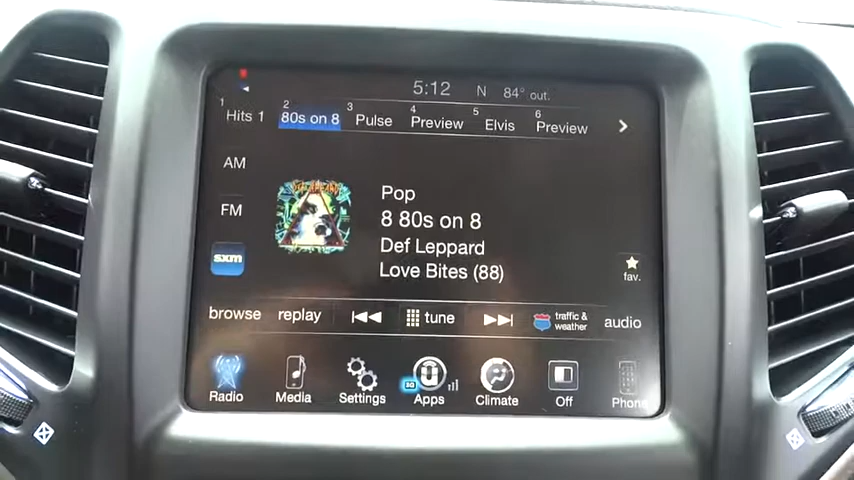 5:12 N 84° out.
1 Hits 1 2 80s on 8 3 Pulse 4 Preview 5 Elvis 6 Preview
AM
FM
sxm
Pop
8 80s on 8
Def Leppard
Love Bites (88)
fav.
browse replay tune traffic & weather audio
3G
Radio Media Settings Apps Climate Off Phone